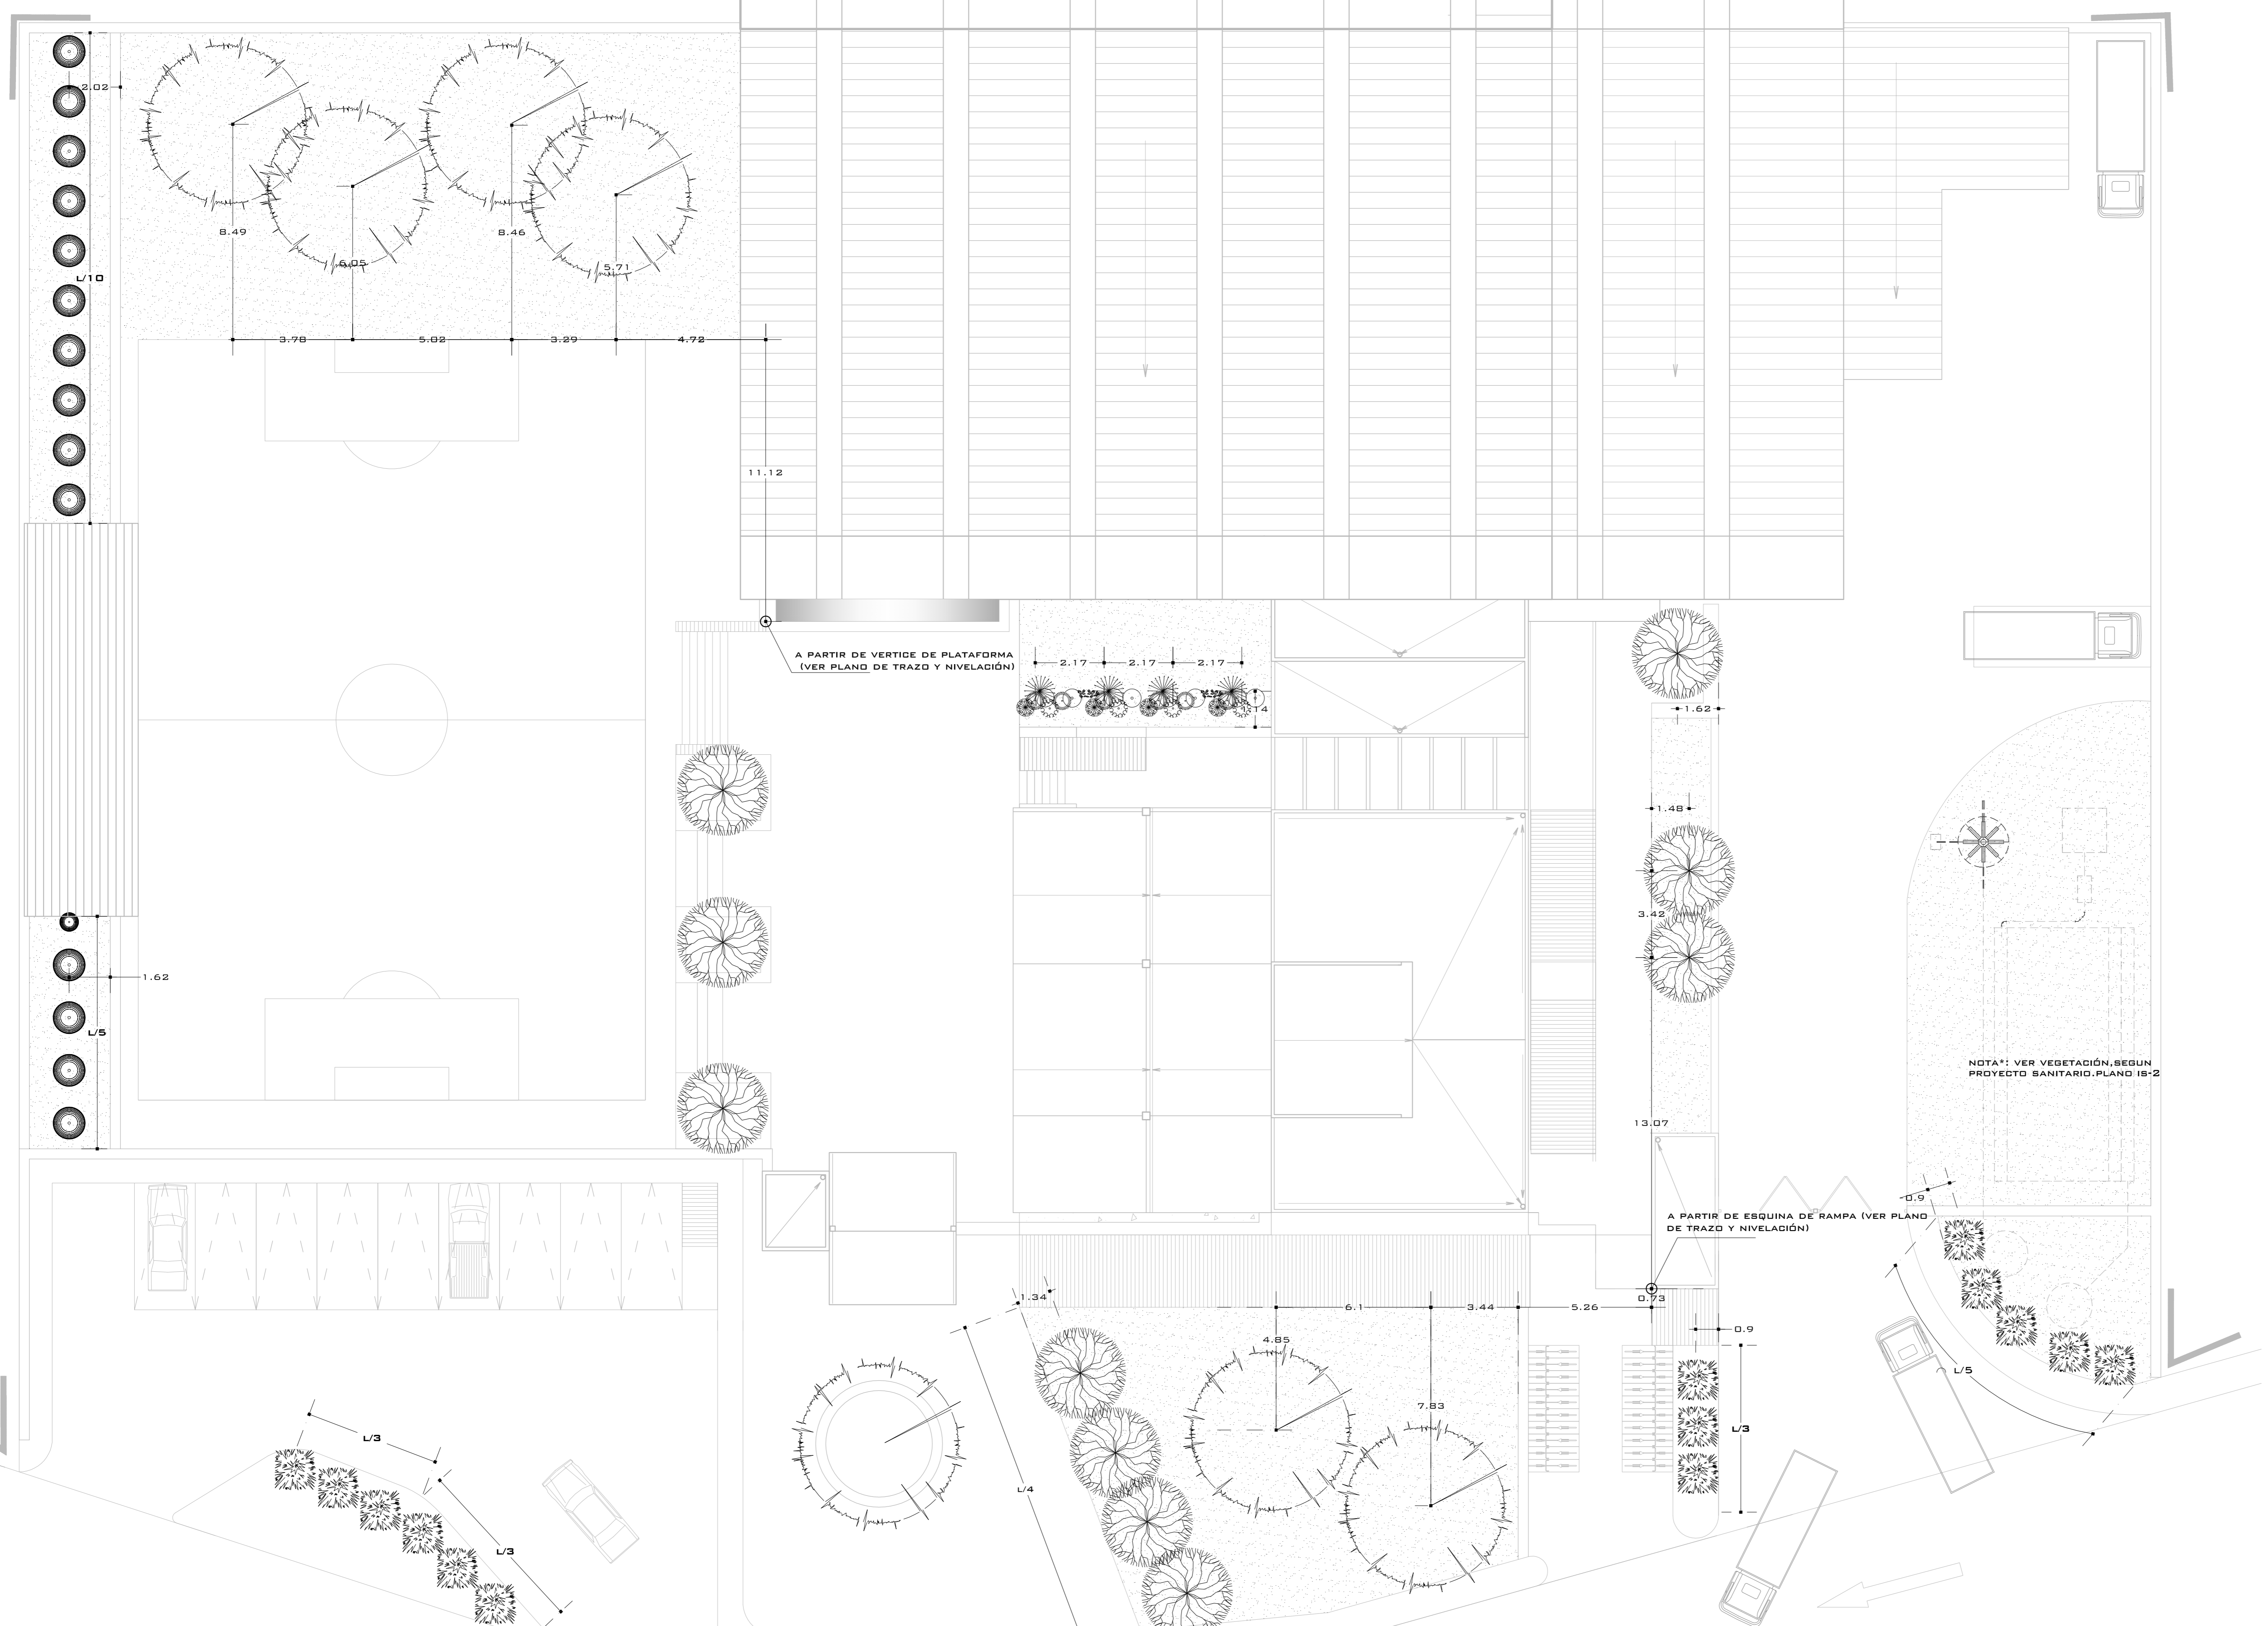 2.02
8.49
6.05
8.46
5.71
L/10
3.78
5.02
3.29
4.72
11.12
A PARTIR DE VERTICE DE PLATAFORMA
(VER PLANO DE TRAZO Y NIVELACIÓN)
2.17
2.17
2.17
1.14
1.62
1.48
3.42
1.62
L/5
NOTA*: VER VEGETACIÓN,SEGUN
PROYECTO SANITARIO.PLANO IS-2
13.07
0.9
A PARTIR DE ESQUINA DE RAMPA (VER PLANO
DE TRAZO Y NIVELACIÓN)
1.34
0.73
6.1
3.44
5.26
4.85
0.9
L/5
7.83
L/3
L/3
L/4
L/3